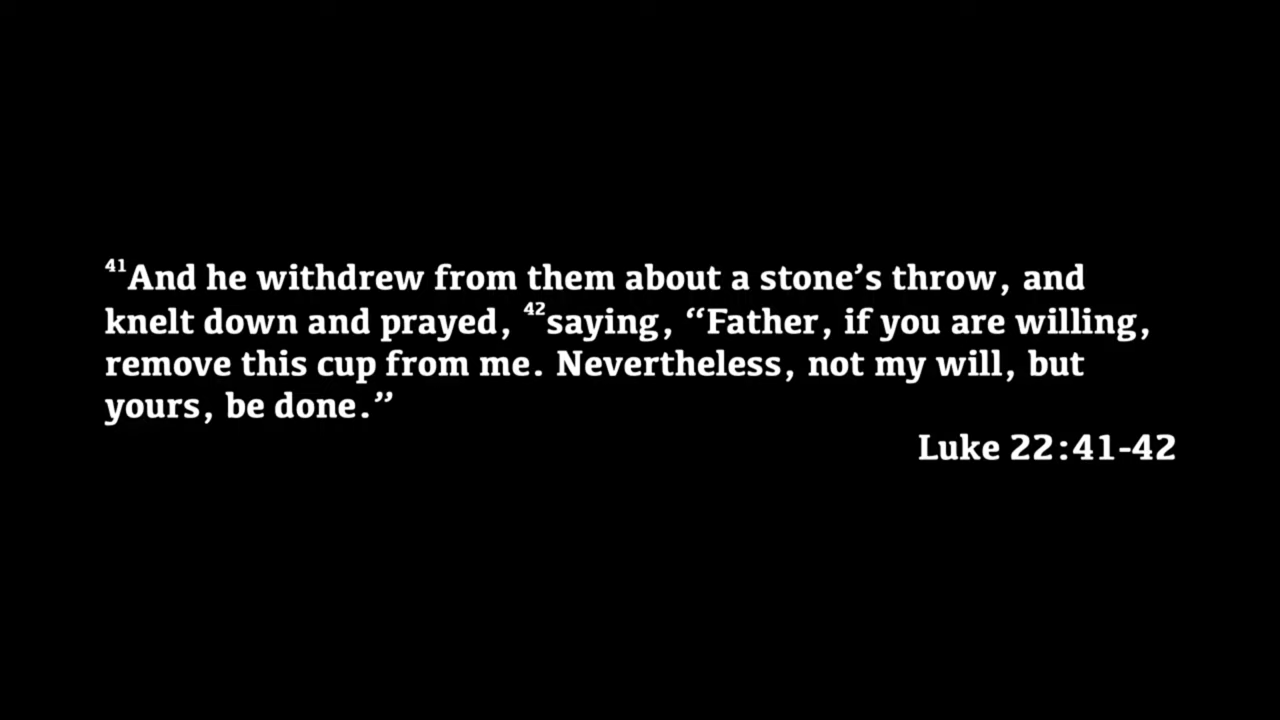 ⁴¹And he withdrew from them about a stone’s throw, and
knelt down and prayed, ⁴²saying, “Father, if you are willing,
remove this cup from me. Nevertheless, not my will, but
yours, be done.”
Luke 22:41-42